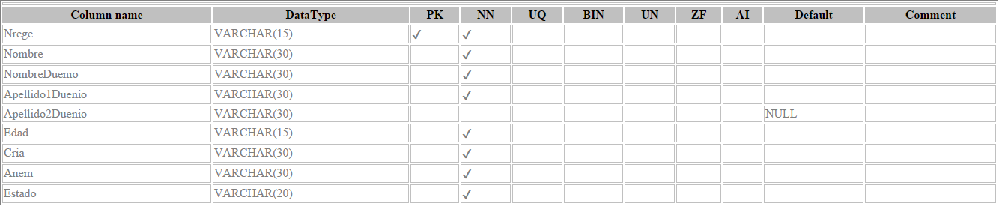 Column name DataType PK NN UQ BIN UN ZF AI Default Comment
Nrege VARCHAR(15) ✓ ✓
Nombre VARCHAR(30) ✓
NombreDuenio VARCHAR(30) ✓
Apellido1Duenio VARCHAR(30) ✓
Apellido2Duenio VARCHAR(30) NULL
Edad VARCHAR(15) ✓
Cria VARCHAR(30) ✓
Anem VARCHAR(30) ✓
Estado VARCHAR(20) ✓